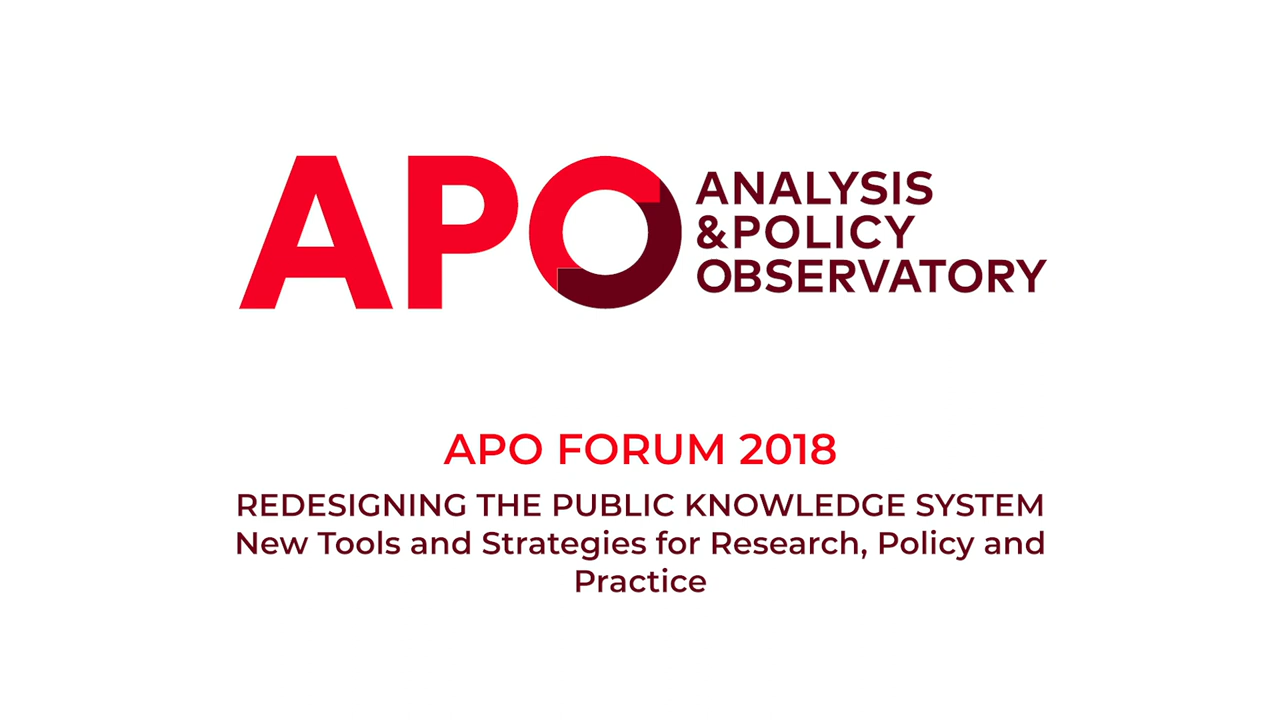 APO
ANALYSIS
&POLICY
OBSERVATORY
APO FORUM 2018
REDESIGNING THE PUBLIC KNOWLEDGE SYSTEM
New Tools and Strategies for Research, Policy and
Practice